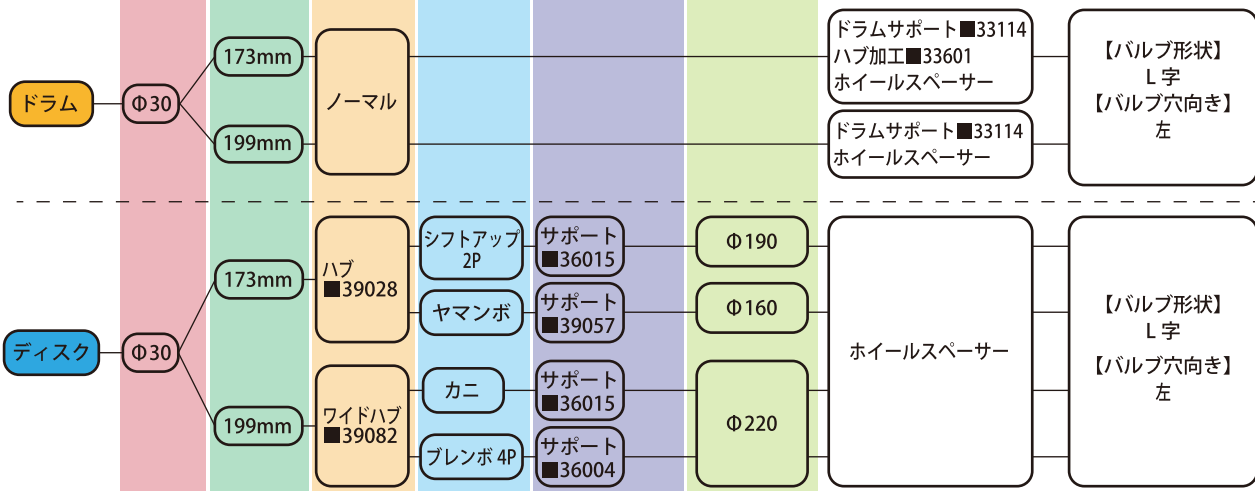 ドラム
Φ30
173mm
199mm
ノーマル
ドラムサポート■33114
ハブ加工■33601
ホイールスペーサー
ドラムサポート■33114
ホイールスペーサー
【バルブ形状】
L字
【バルブ穴向き】
左
ディスク
Φ30
173mm
199mm
ハブ
■39028
ワイドハブ
■39082
シフトアップ
2P
ヤマンボ
カニ
ブレンボ 4P
サポート
■36015
サポート
■39057
サポート
■36015
サポート
■36004
Φ190
Φ160
Φ220
ホイールスペーサー
【バルブ形状】
L字
【バルブ穴向き】
左